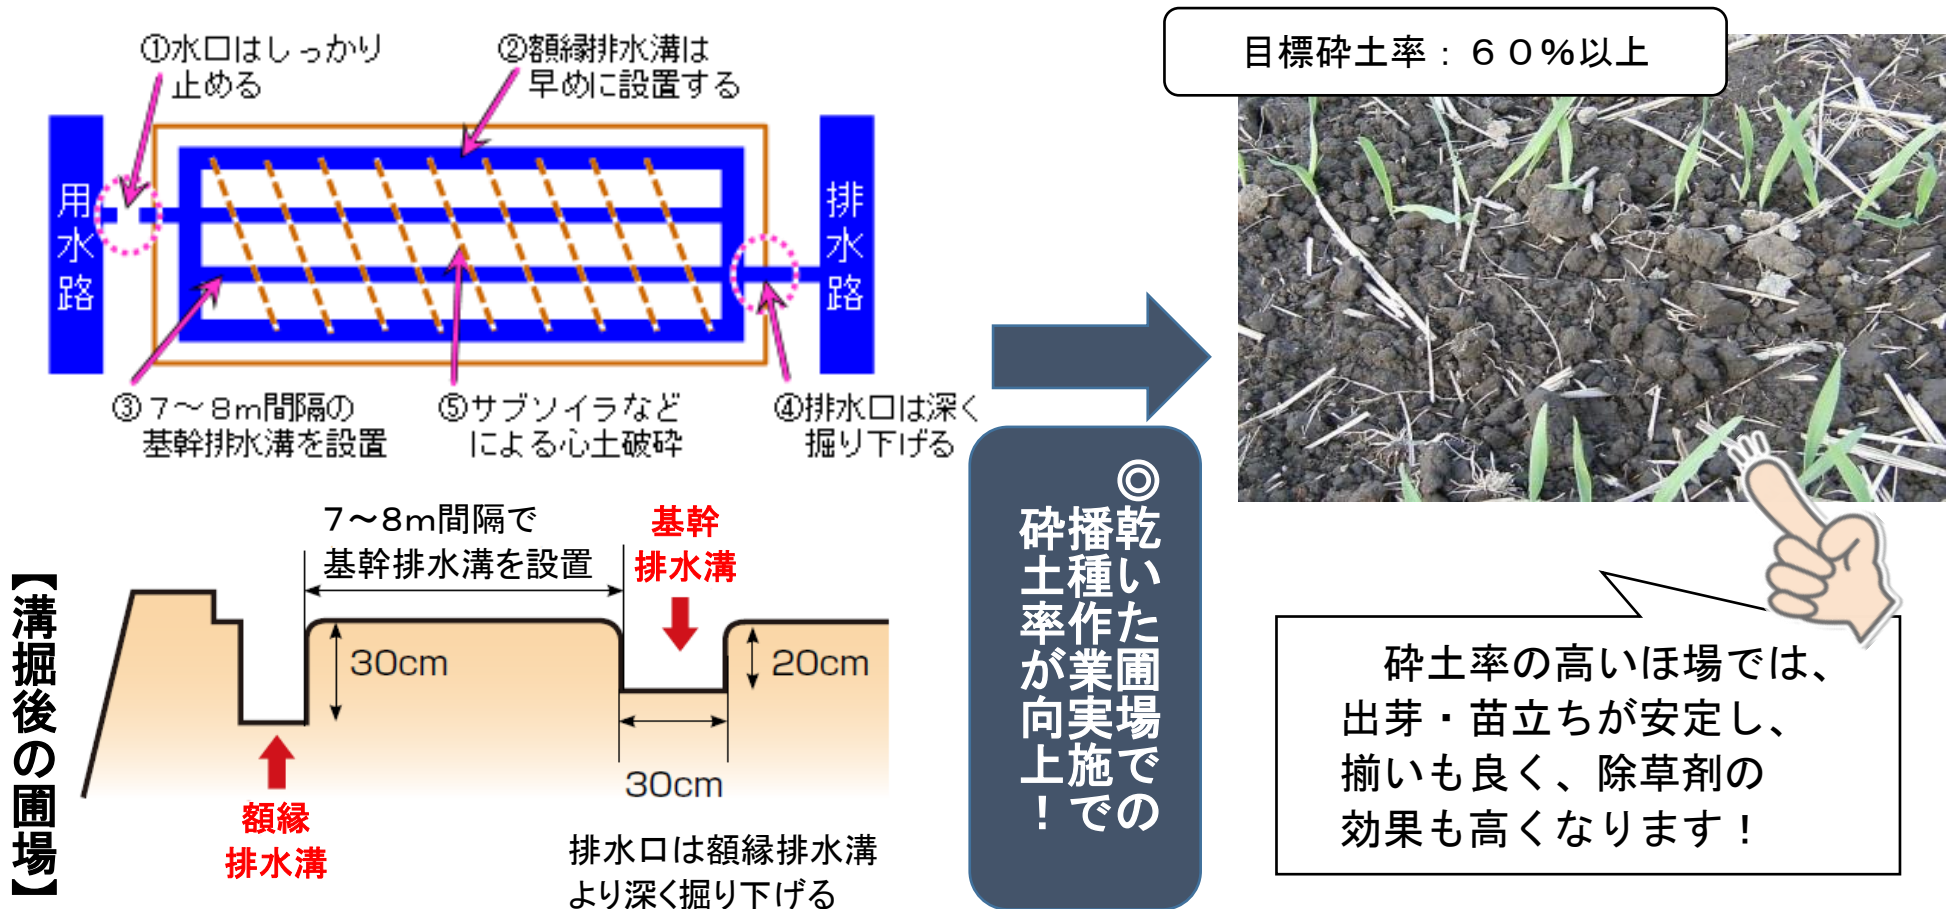 ①水口はしっかり
止める
②額縁排水溝は
早めに設置する
用水路
排水路
③7～8m間隔の
基幹排水溝を設置
⑤サブソイラなど
による心土破砕
④排水口は深く
掘り下げる
【溝掘後の圃場】
7～8m間隔で
基幹排水溝を設置
基幹
排水溝
30cm
20cm
30cm
額縁
排水溝
排水口は額縁排水溝
より深く掘り下げる
◎乾いた圃場での
播種作業実施で
砕土率が向上！
目標砕土率：６０％以上
砕土率の高いほ場では、
出芽・苗立ちが安定し、
揃いも良く、除草剤の
効果も高くなります！